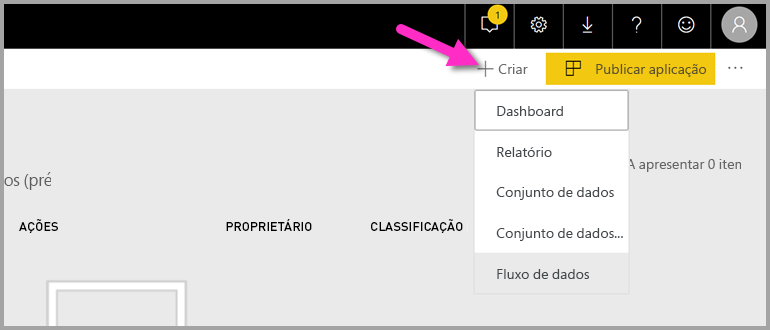 1
?
+ Criar
Publicar aplicação
...
Dashboard
Relatório
A apresentar 0 iten
Conjunto de dados
os (pré
Conjunto de dados...
Fluxo de dados
AÇÕES
PROPRIETÁRIO
CLASSIFICAÇÃO